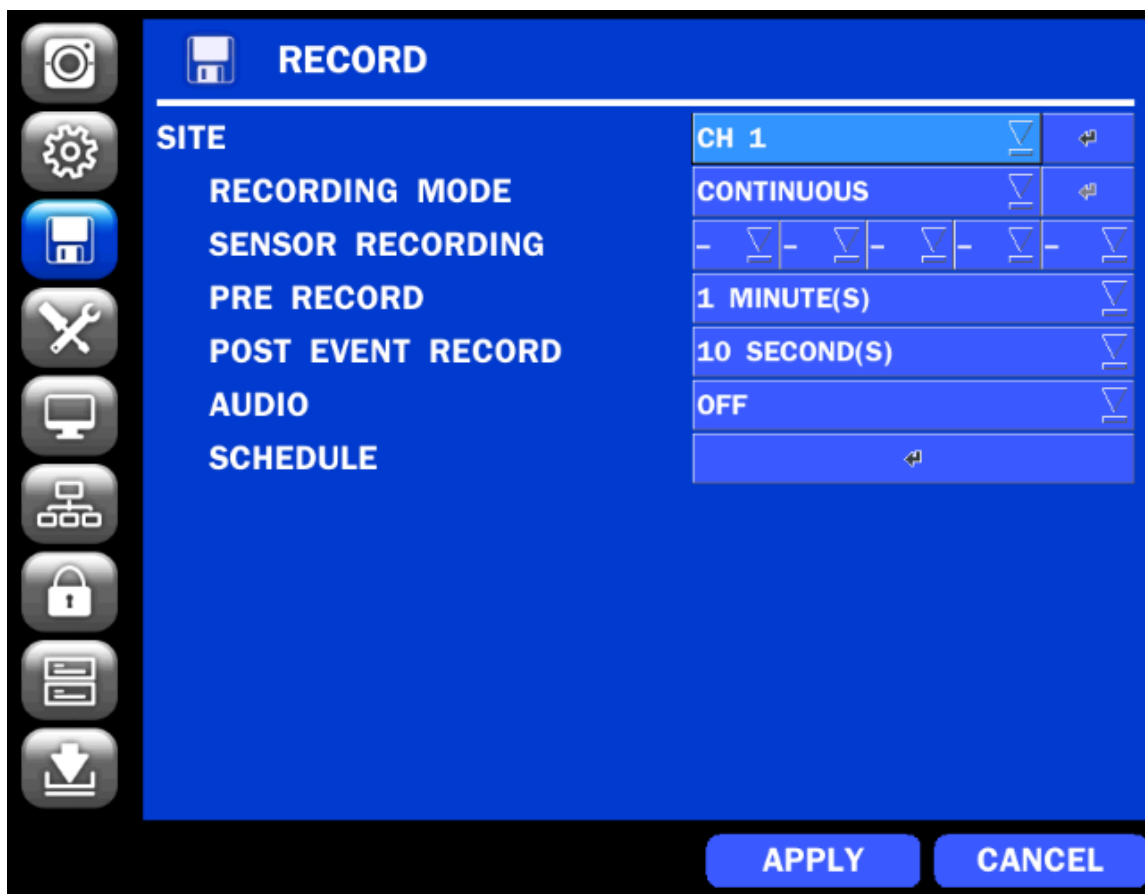 RECORD
SITE CH 1
RECORDING MODE CONTINUOUS
SENSOR RECORDING - - - - -
PRE RECORD 1 MINUTE(S)
POST EVENT RECORD 10 SECOND(S)
AUDIO OFF
SCHEDULE
APPLY CANCEL